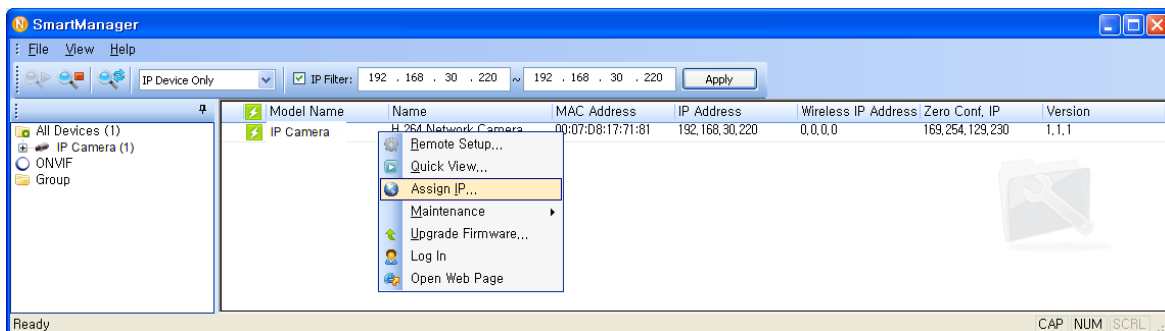 SmartManager
File View Help
IP Device Only IP Filter: 192 . 168 . 30 . 220 ~ 192 . 168 . 30 . 220 Apply
Model Name Name MAC Address IP Address Wireless IP Address Zero Conf, IP Version
All Devices (1)
IP Camera (1)
ONVIF
Group
IP Camera H.264 Network Camera 00:07:D8:17:71:81 192,168,30,220 0,0,0,0 169,254,129,230 1,1,1
Remote Setup,,,
Quick View,,,
Assign IP,,,
Maintenance
Upgrade Firmware,,,
Log In
Open Web Page
Ready CAP NUM SCRL